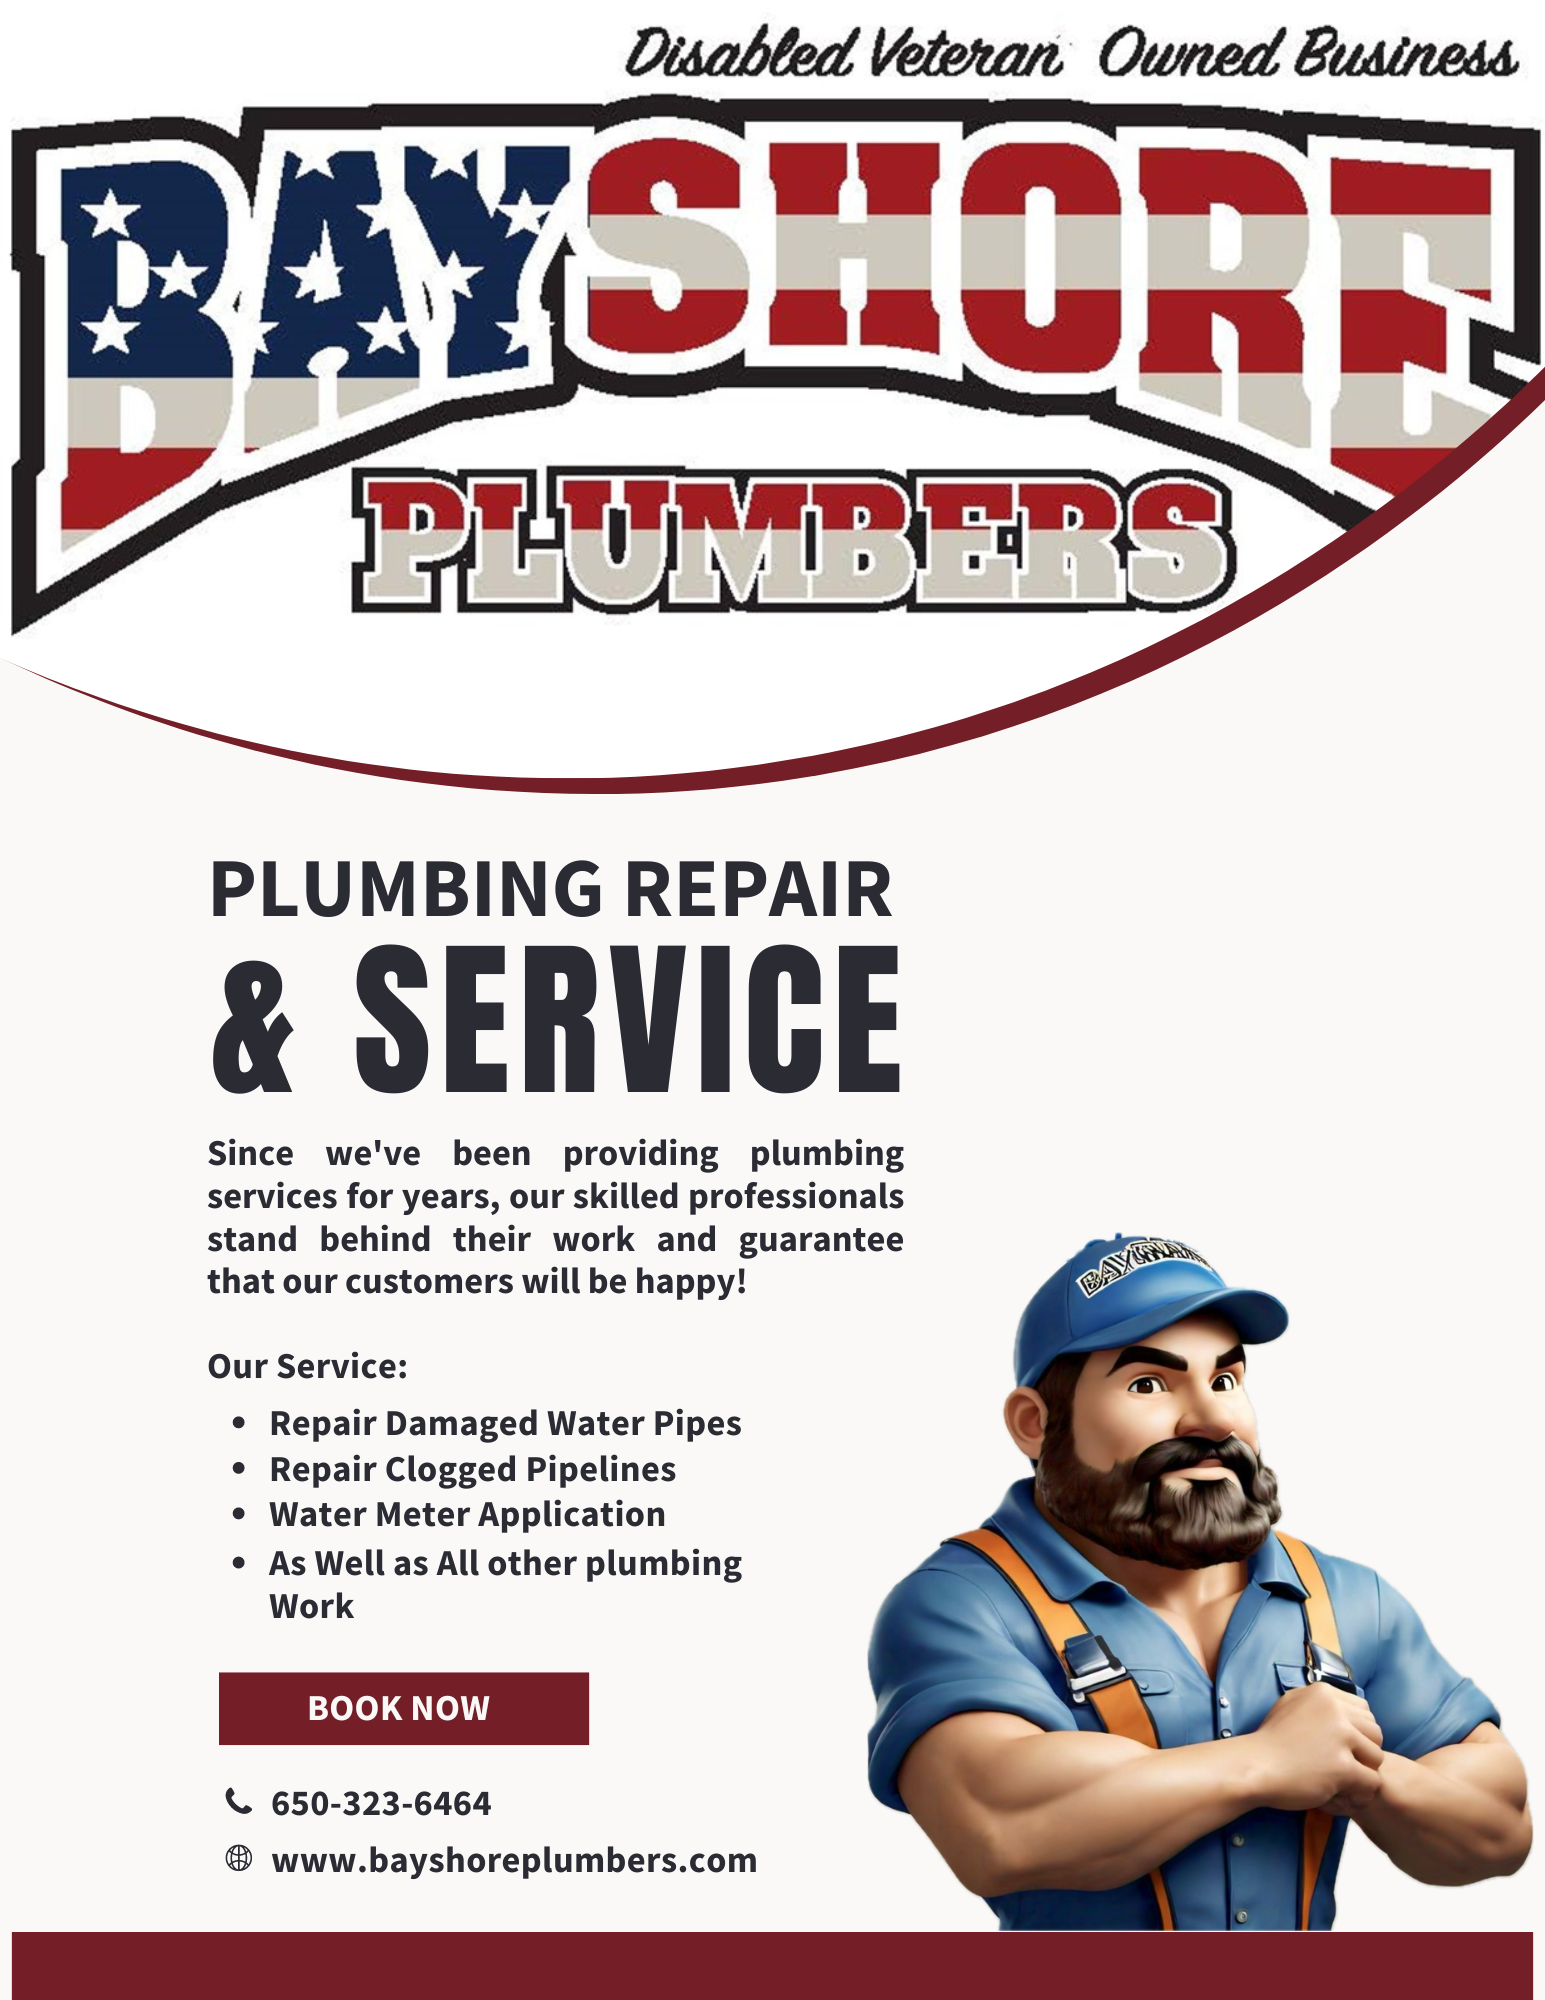 Disabled Veteran Owned Business
BAYSHORE
PLUMBERS
PLUMBING REPAIR
& SERVICE
Since we've been providing plumbing
services for years, our skilled professionals
stand behind their work and guarantee
that our customers will be happy!
Our Service:
• Repair Damaged Water Pipes
• Repair Clogged Pipelines
• Water Meter Application
• As Well as All other plumbing
Work
BOOK NOW
650-323-6464
www.bayshoreplumbers.com